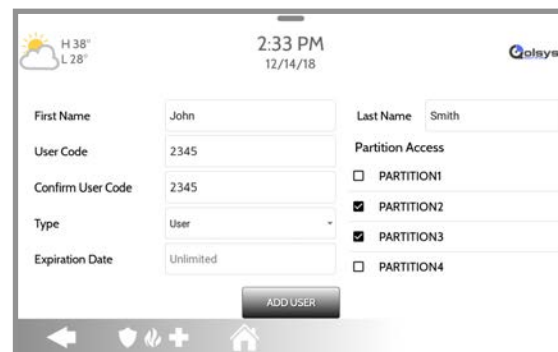 H 38°
L 28°
2:33 PM
12/14/18
Qolsys
First Name
John
Last Name
Smith
User Code
2345
Partition Access
Confirm User Code
2345
PARTITION1
PARTITION2
Type
User
PARTITION3
Expiration Date
Unlimited
PARTITION4
ADD USER